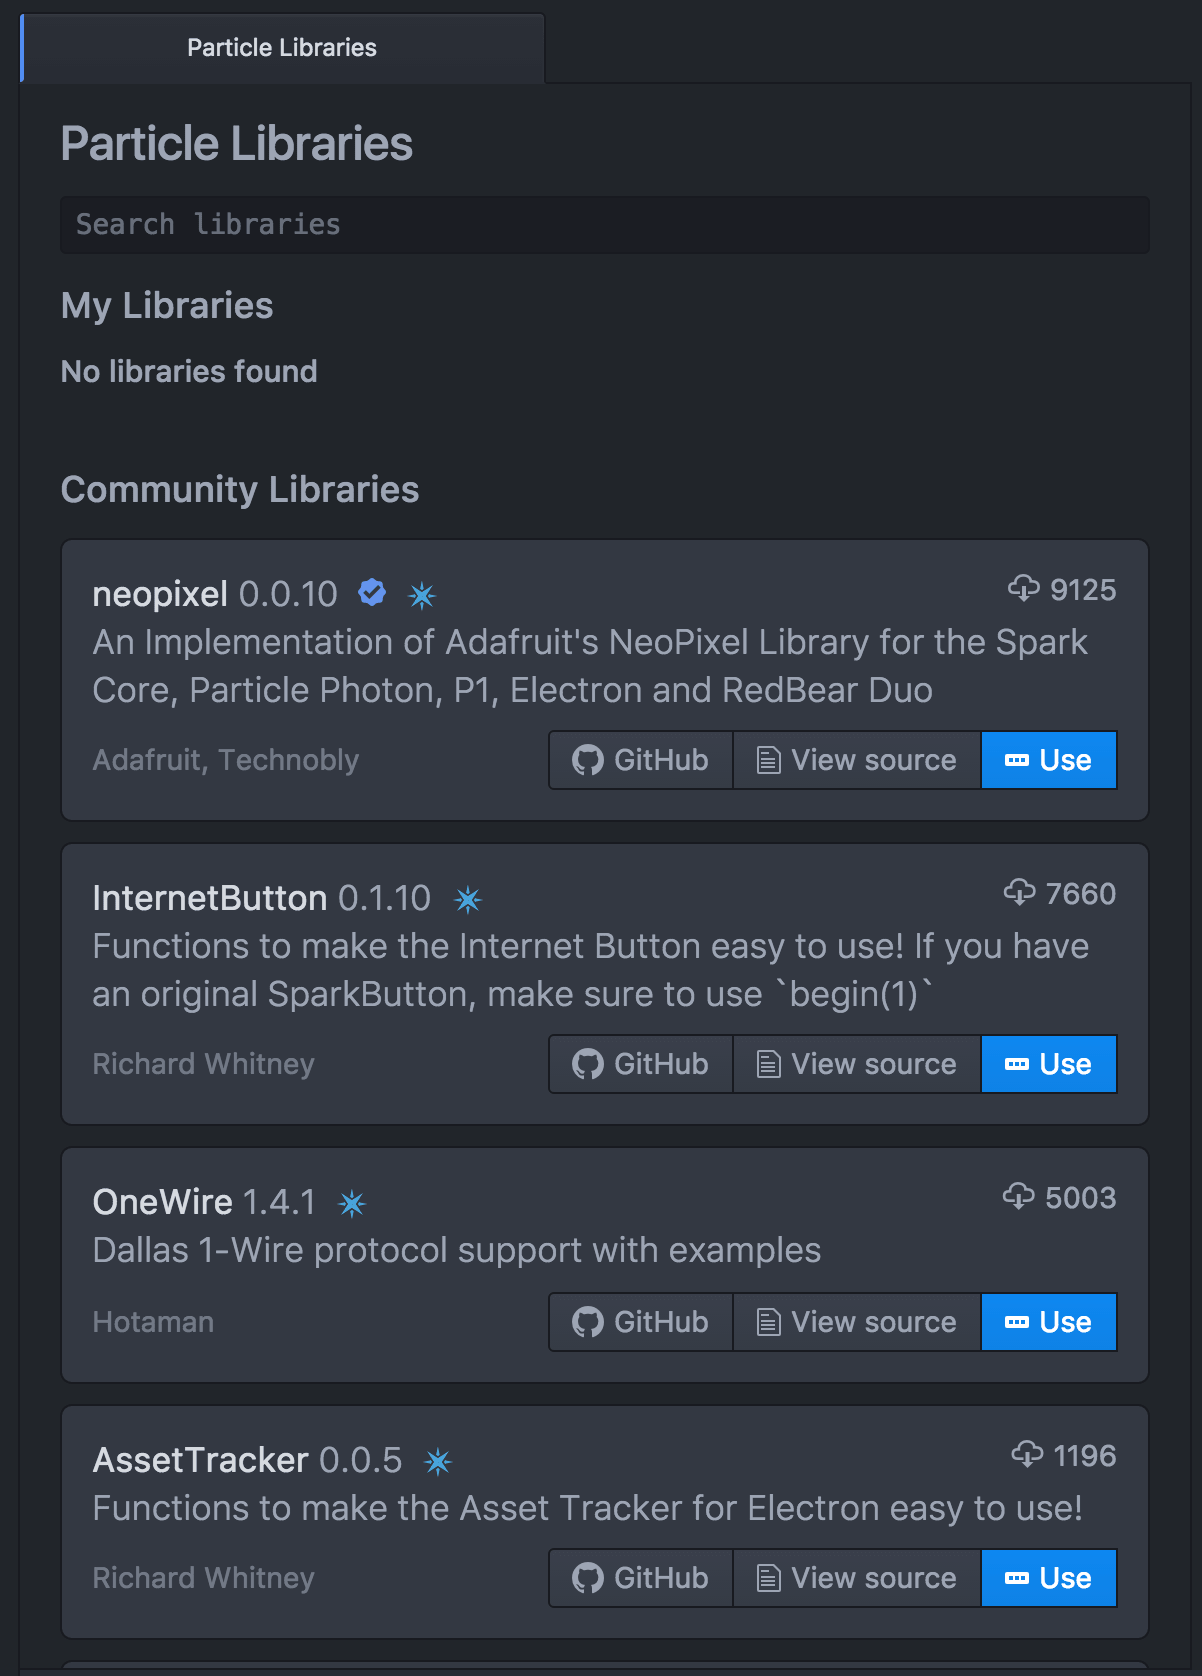 Particle Libraries
Particle Libraries
Search libraries
My Libraries
No libraries found
Community Libraries
neopixel 0.0.10
9125
An Implementation of Adafruit's NeoPixel Library for the Spark
Core, Particle Photon, P1, Electron and RedBear Duo
Adafruit, Technobly
GitHub View source Use
InternetButton 0.1.10
7660
Functions to make the Internet Button easy to use! If you have
an original SparkButton, make sure to use `begin(1)`
Richard Whitney
GitHub View source Use
OneWire 1.4.1
5003
Dallas 1-Wire protocol support with examples
Hotaman
GitHub View source Use
AssetTracker 0.0.5
1196
Functions to make the Asset Tracker for Electron easy to use!
Richard Whitney
GitHub View source Use